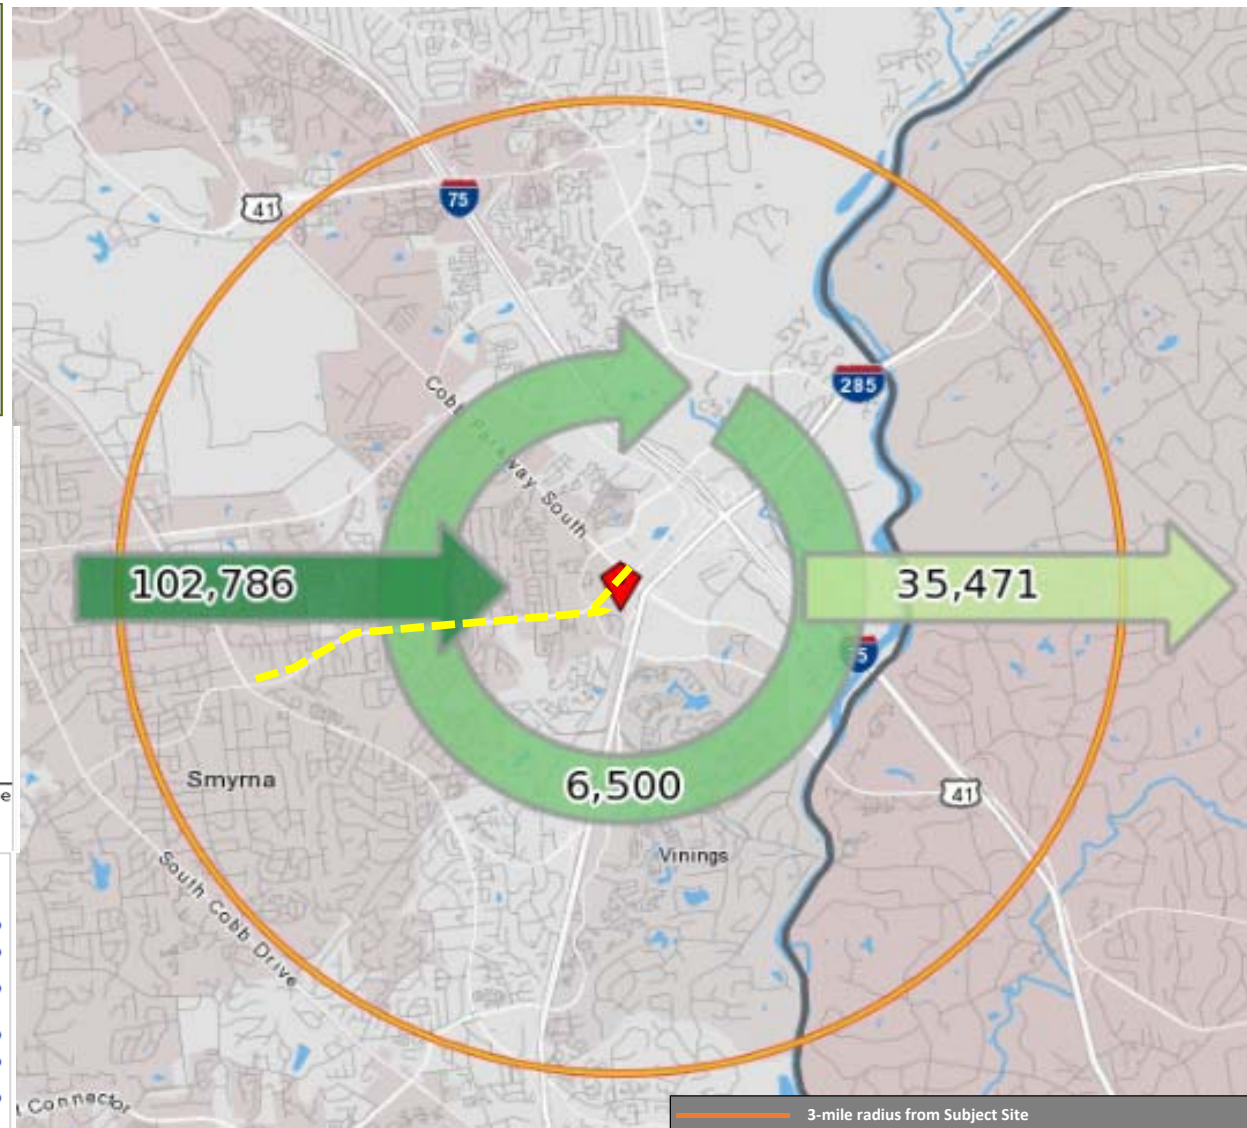 41
75
285
Cobb Parkway South
102,786
35,471
75
e
Smyrna
6,500
41
Vinings
South Cobb Drive
Connector
3-mile radius from Subject Site